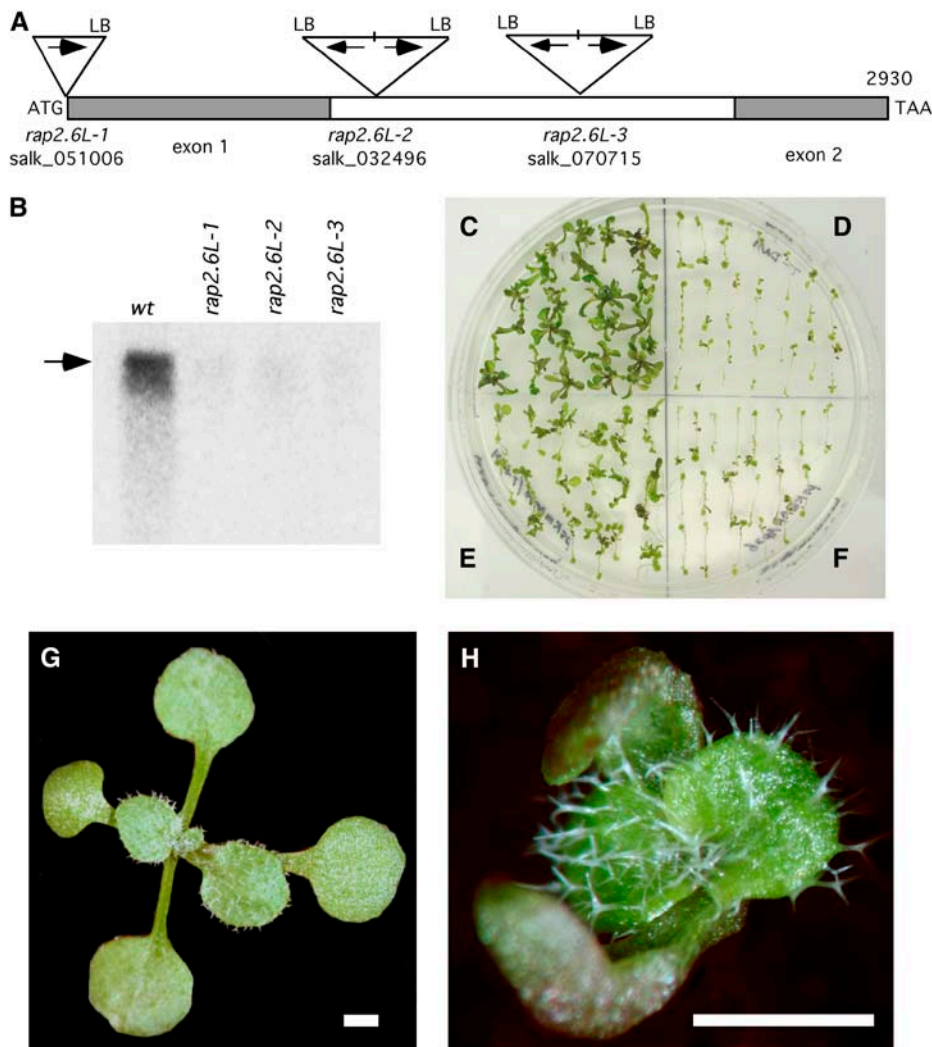 A
LB
LB LB
LB LB
2930
ATG
TAA
rap2.6L-1 exon 1 rap2.6L-2 rap2.6L-3 exon 2
salk_051006 salk_032496 salk_070715
B
wt rap2.6L-1 rap2.6L-2 rap2.6L-3
C D
E F
G H